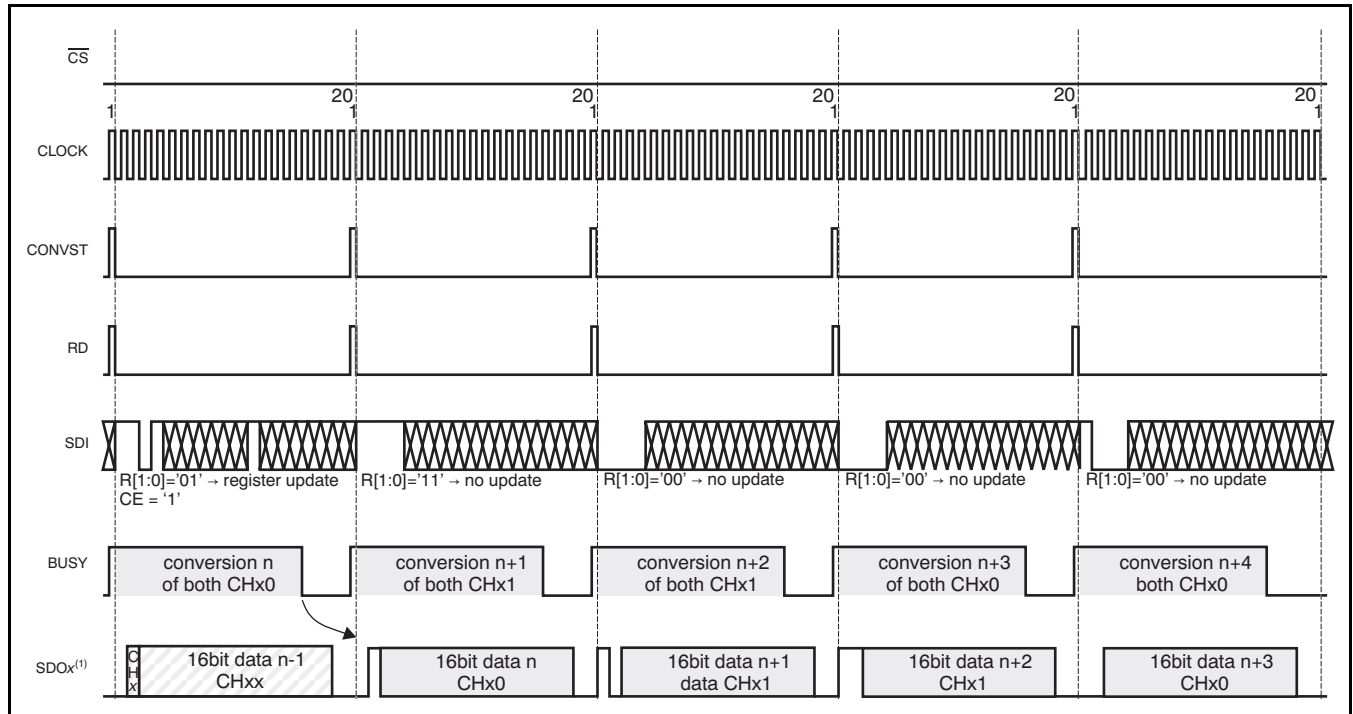 CS
20 20 20 20 20
1 1 1 1 1 1
CLOCK
CONVST
RD
SDI
R[1:0]='01' → register update
CE = ‘1’
R[1:0]='11' → no update
R[1:0]='00' → no update
R[1:0]='00' → no update
R[1:0]='00' → no update
BUSY
conversion n
of both CHx0
conversion n+1
of both CHx1
conversion n+2
of both CHx1
conversion n+3
of both CHx0
conversion n+4
both CHx0
SDOx(1)
CHx
16bit data n-1
CHxx
16bit data n
CHx0
16bit data n+1
data CHx1
16bit data n+2
CHx1
16bit data n+3
CHx0